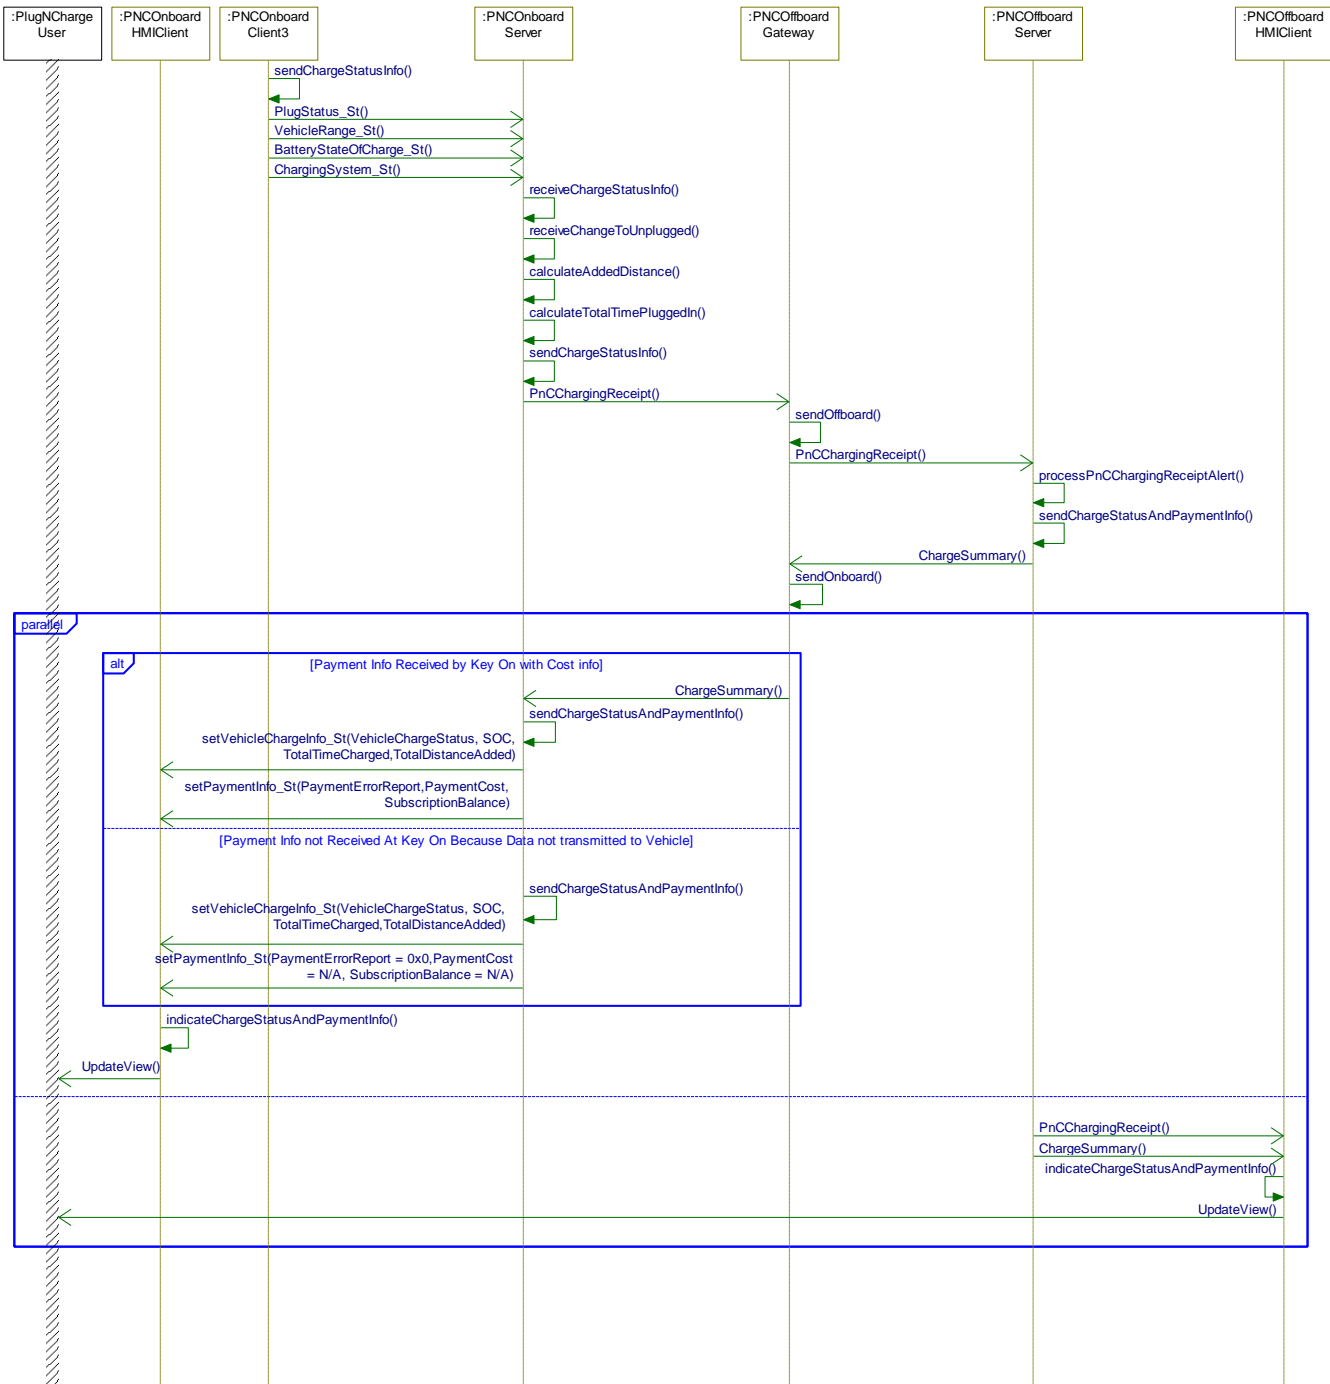 :PlugNCharge
User
:PNCOnboard
HMIClient
:PNCOnboard
Client3
:PNCOnboard
Server
:PNCOffboard
Gateway
:PNCOffboard
Server
:PNCOffboard
HMIClient
sendChargeStatusInfo()
PlugStatus_St()
VehicleRange_St()
BatteryStateOfCharge_St()
ChargingSystem_St()
receiveChargeStatusInfo()
receiveChangeToUnplugged()
calculateAddedDistance()
calculateTotalTimePluggedIn()
sendChargeStatusInfo()
PnCChargingReceipt()
sendOffboard()
PnCChargingReceipt()
processPnCChargingReceiptAlert()
sendChargeStatusAndPaymentInfo()
ChargeSummary()
sendOnboard()
parallel
alt
[Payment Info Received by Key On with Cost info]
ChargeSummary()
sendChargeStatusAndPaymentInfo()
setVehicleChargeInfo_St(VehicleChargeStatus, SOC,
TotalTimeCharged,TotalDistanceAdded)
setPaymentInfo_St(PaymentErrorReport,PaymentCost,
SubscriptionBalance)
[Payment Info not Received At Key On Because Data not transmitted to Vehicle]
sendChargeStatusAndPaymentInfo()
setVehicleChargeInfo_St(VehicleChargeStatus, SOC,
TotalTimeCharged,TotalDistanceAdded)
setPaymentInfo_St(PaymentErrorReport = 0x0,PaymentCost
= N/A, SubscriptionBalance = N/A)
indicateChargeStatusAndPaymentInfo()
UpdateView()
PnCChargingReceipt()
ChargeSummary()
indicateChargeStatusAndPaymentInfo()
UpdateView()